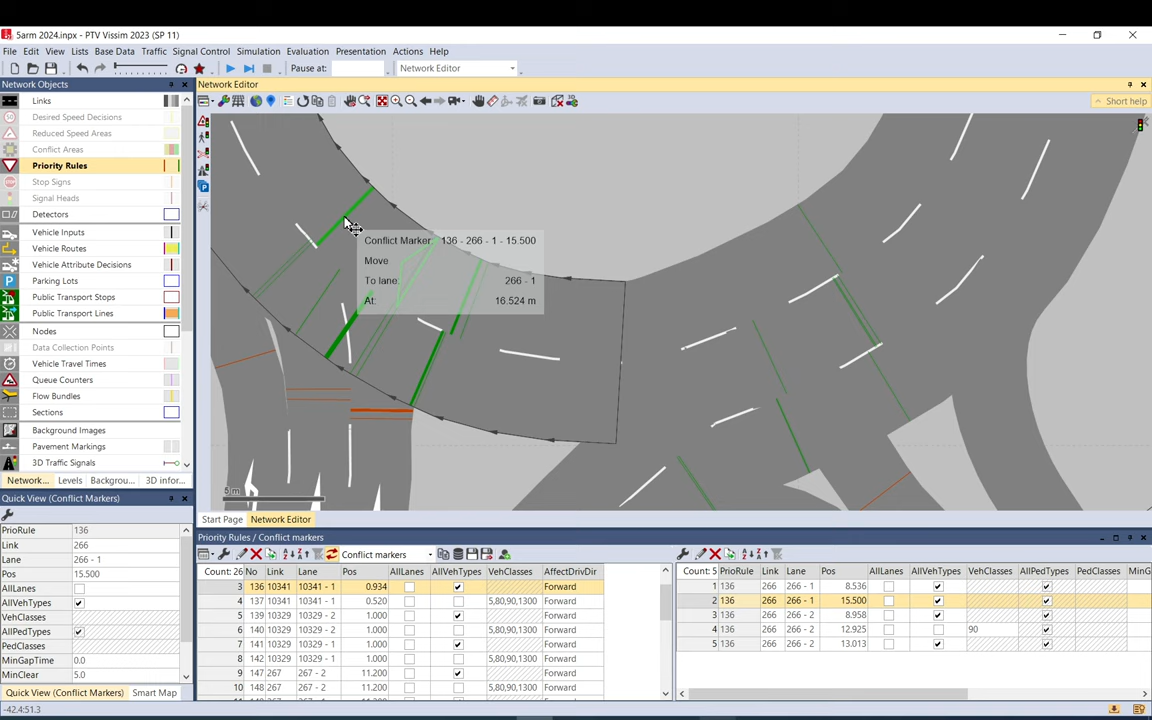 5arm 2024.inpx - PTV Vissim 2023 (SP 11)
File Edit View Lists Base Data Traffic Signal Control Simulation Evaluation Presentation Actions Help
Pause at: Network Editor
Network Objects
Links
Desired Speed Decisions
Reduced Speed Areas
Conflict Areas
Priority Rules
Stop Signs
Signal Heads
Detectors
Vehicle Inputs
Vehicle Routes
Vehicle Attribute Decisions
Parking Lots
Public Transport Stops
Public Transport Lines
Nodes
Data Collection Points
Vehicle Travel Times
Queue Counters
Flow Bundles
Sections
Background Images
Pavement Markings
3D Traffic Signals
Network... Levels Backgrou... 3D infor...
Quick View (Conflict Markers)
PrioRule 136
Link 266
Lane 266 - 1
Pos 15.500
AllLanes
AllVehTypes
VehClasses
AllPedTypes
PedClasses
MinGapTime 0.0
MinClear 5.0
Quick View (Conflict Markers) Smart Map
-42.4:51.3
Network Editor
Short help
Conflict Marker: 136 - 266 - 1 - 15.500
Move
To lane: 266 - 1
At: 16.524 m
5 m
Start Page Network Editor
Priority Rules / Conflict markers
Conflict markers
Count: 26 No Link Lane Pos AllLanes AllVehTypes VehClasses AffectDrivDir
3 136 10341 10341 - 1 0.934 Forward
4 137 10341 10341 - 1 0.520 5,80,90,1300 Forward
5 139 10329 10329 - 2 1.000 Forward
6 140 10329 10329 - 2 1.000 5,80,90,1300 Forward
7 141 10329 10329 - 1 1.000 Forward
8 142 10329 10329 - 1 1.000 5,80,90,1300 Forward
9 147 267 267 - 2 11.200 Forward
10 148 267 267 - 2 11.200 5,80,90,1300 Forward
Count: 5 PrioRule Link Lane Pos AllLanes AllVehTypes VehClasses AllPedTypes PedClasses MinG
1 136 266 266 - 1 8.536
2 136 266 266 - 1 15.500
3 136 266 266 - 2 8.958
4 136 266 266 - 2 12.925 90
5 136 266 266 - 2 13.013